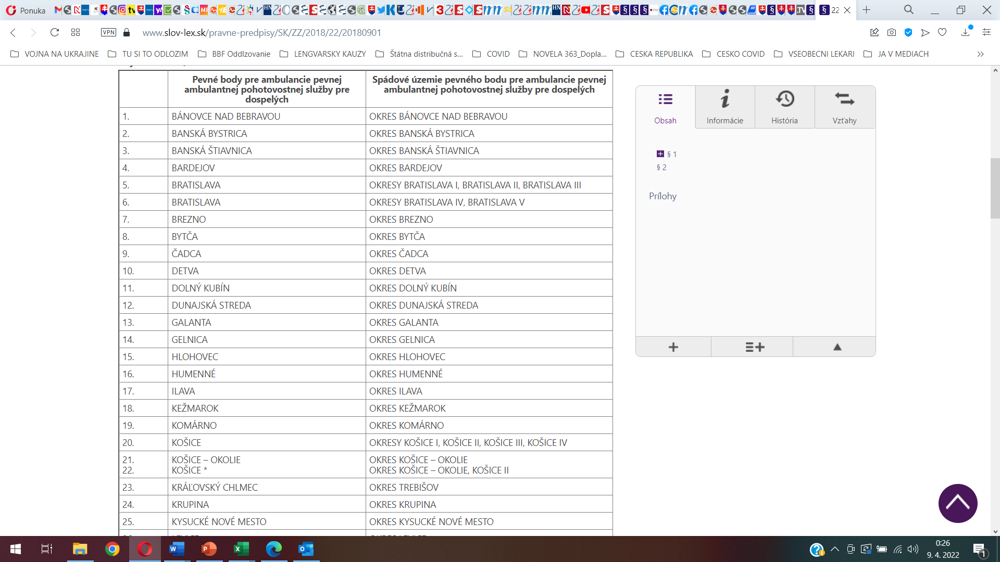 Ponuka
22
VPN
www.slov-lex.sk/pravne-predpisy/SK/ZZ/2018/22/20180901
VOJNA NA UKRAJINE
TU SI TO ODLOZIM
BBF Oddlzovanie
LENGVARSKY KAUZY
Štátna distribučná s...
COVID
NOVELA 363_Dopla...
CESKA REPUBLIKA
CESKO COVID
VSEOBECNI LEKARI
JA V MEDIACH
Pevné body pre ambulancie pevnej
ambulantnej pohotovostnej služby pre
dospelých
Spádové územie pevného bodu pre ambulancie pevnej
ambulantnej pohotovostnej služby pre dospelých
1. BÁNOVCE NAD BEBRAVOU OKRES BÁNOVCE NAD BEBRAVOU
2. BANSKÁ BYSTRICA OKRES BANSKÁ BYSTRICA
3. BANSKÁ ŠTIAVNICA OKRES BANSKÁ ŠTIAVNICA
4. BARDEJOV OKRES BARDEJOV
5. BRATISLAVA OKRESY BRATISLAVA I, BRATISLAVA II, BRATISLAVA III
6. BRATISLAVA OKRESY BRATISLAVA IV, BRATISLAVA V
7. BREZNO OKRES BREZNO
8. BYTČA OKRES BYTČA
9. ČADCA OKRES ČADCA
10. DETVA OKRES DETVA
11. DOLNÝ KUBÍN OKRES DOLNÝ KUBÍN
12. DUNAJSKÁ STREDA OKRES DUNAJSKÁ STREDA
13. GALANTA OKRES GALANTA
14. GELNICA OKRES GELNICA
15. HLOHOVEC OKRES HLOHOVEC
16. HUMENNÉ OKRES HUMENNÉ
17. ILAVA OKRES ILAVA
18. KEŽMAROK OKRES KEŽMAROK
19. KOMÁRNO OKRES KOMÁRNO
20. KOŠICE OKRESY KOŠICE I, KOŠICE II, KOŠICE III, KOŠICE IV
21. KOŠICE – OKOLIE OKRES KOŠICE – OKOLIE
22. KOŠICE * OKRES KOŠICE – OKOLIE, KOŠICE II
23. KRÁĽOVSKÝ CHLMEC OKRES TREBIŠOV
24. KRUPINA OKRES KRUPINA
25. KYSUCKÉ NOVÉ MESTO OKRES KYSUCKÉ NOVÉ MESTO
Obsah
Informácie
História
Vzťahy
§ 1
§ 2
Prílohy
0:26
9. 4. 2022
1